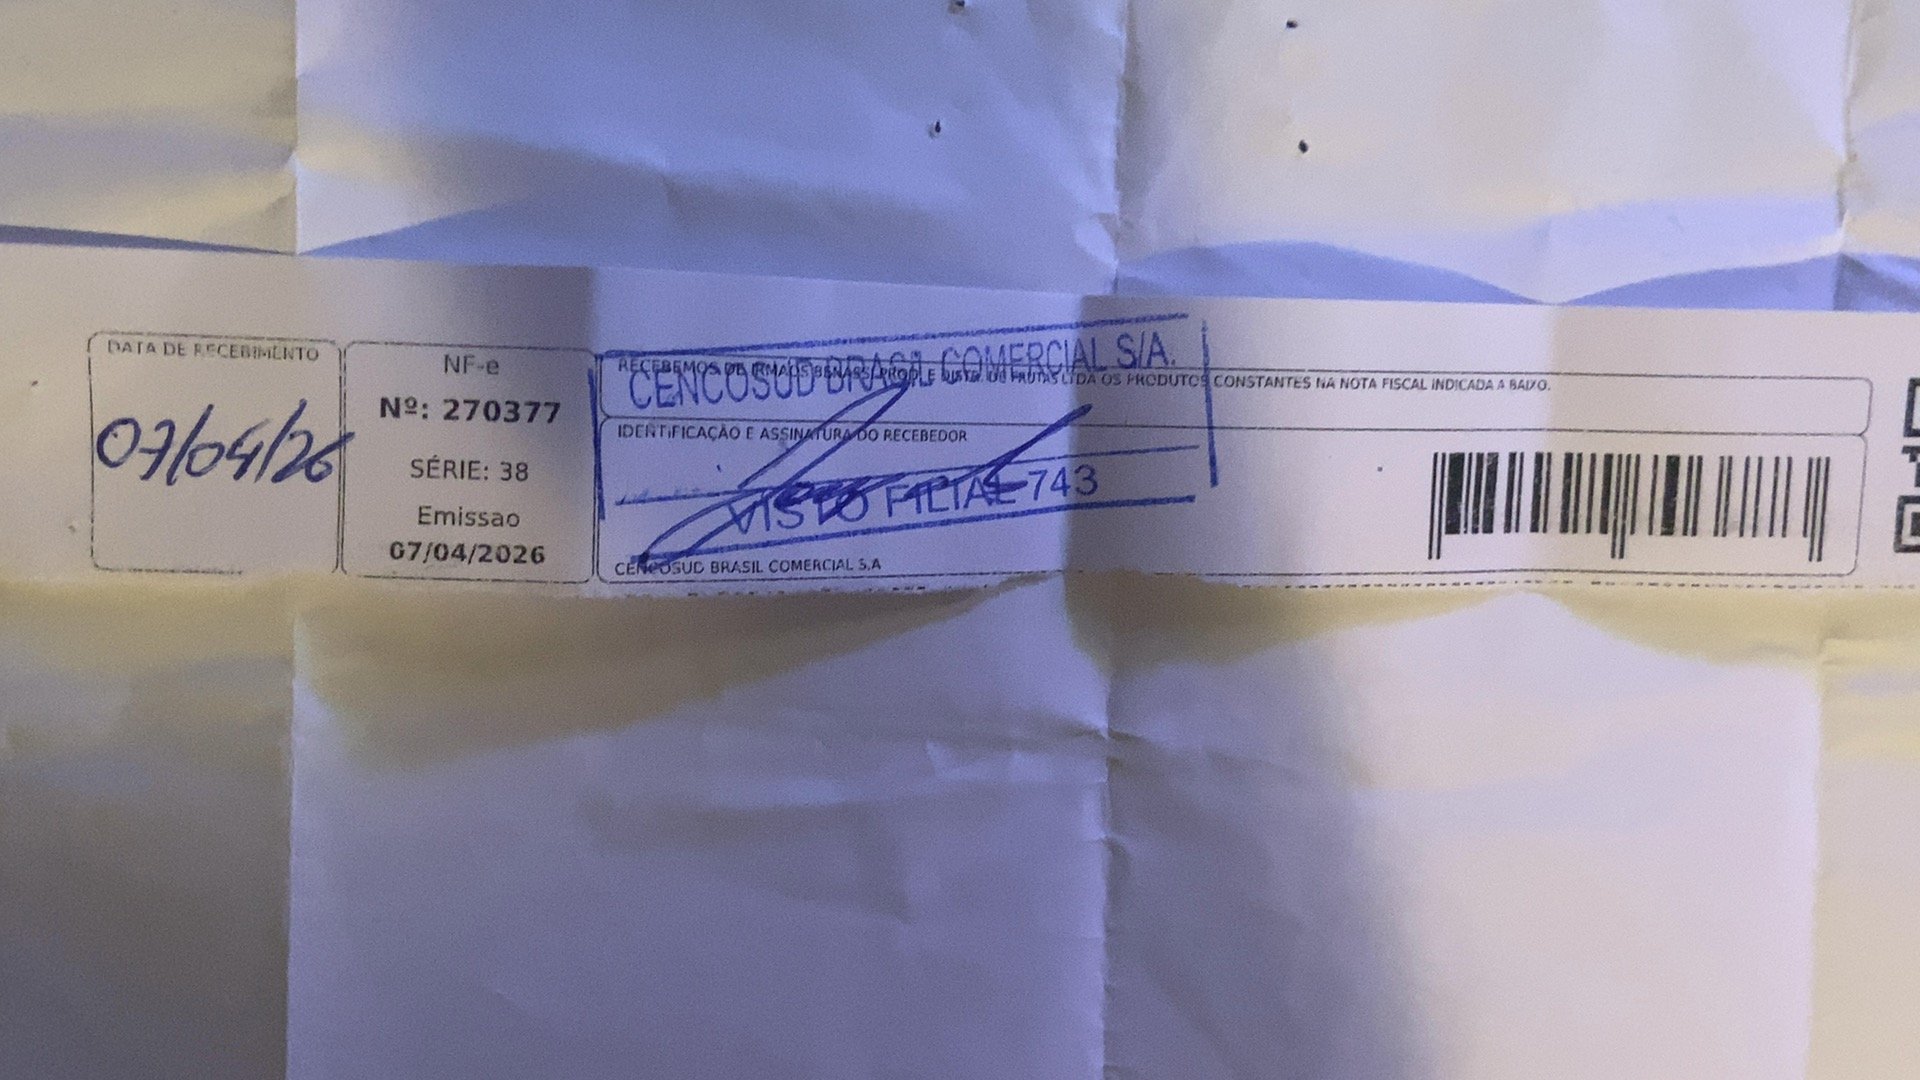 DATA DE RECEBIMENTO
07/04/26
NF-e
Nº: 270377
SÉRIE: 38
Emissao
07/04/2026
RECEBEMOS DE IRMAOS BENASSI PROD. E DISTR. DE FRUTAS LTDA OS PRODUTOS CONSTANTES NA NOTA FISCAL INDICADA A BAIXO.
CENCOSUD BRASIL COMERCIAL S/A.
IDENTIFICAÇÃO E ASSINATURA DO RECEBEDOR
VISTO FILIAL 743
CENCOSUD BRASIL COMERCIAL S.A